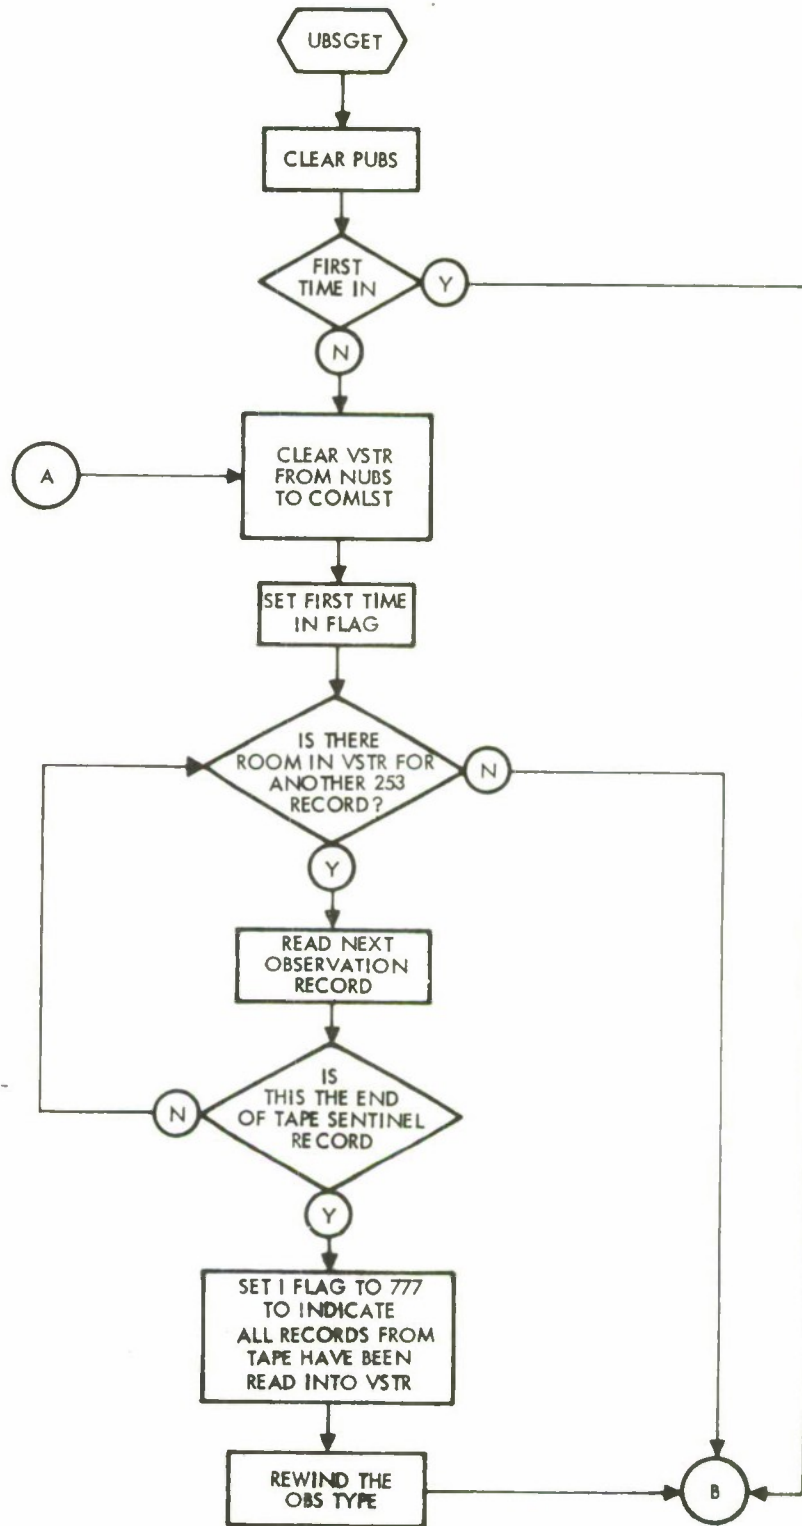 UBSGET
CLEAR PUBS
FIRST
TIME IN
Y
N
A
CLEAR VSTR
FROM NUBS
TO COMLST
SET FIRST TIME
IN FLAG
IS THERE
ROOM IN VSTR FOR
ANOTHER 253
RECORD?
N
Y
READ NEXT
OBSERVATION
RECORD
IS
THIS THE END
OF TAPE SENTINEL
RECORD
N
Y
SET I FLAG TO 777
TO INDICATE
ALL RECORDS FROM
TAPE HAVE BEEN
READ INTO VSTR
REWIND THE
OBS TYPE
B